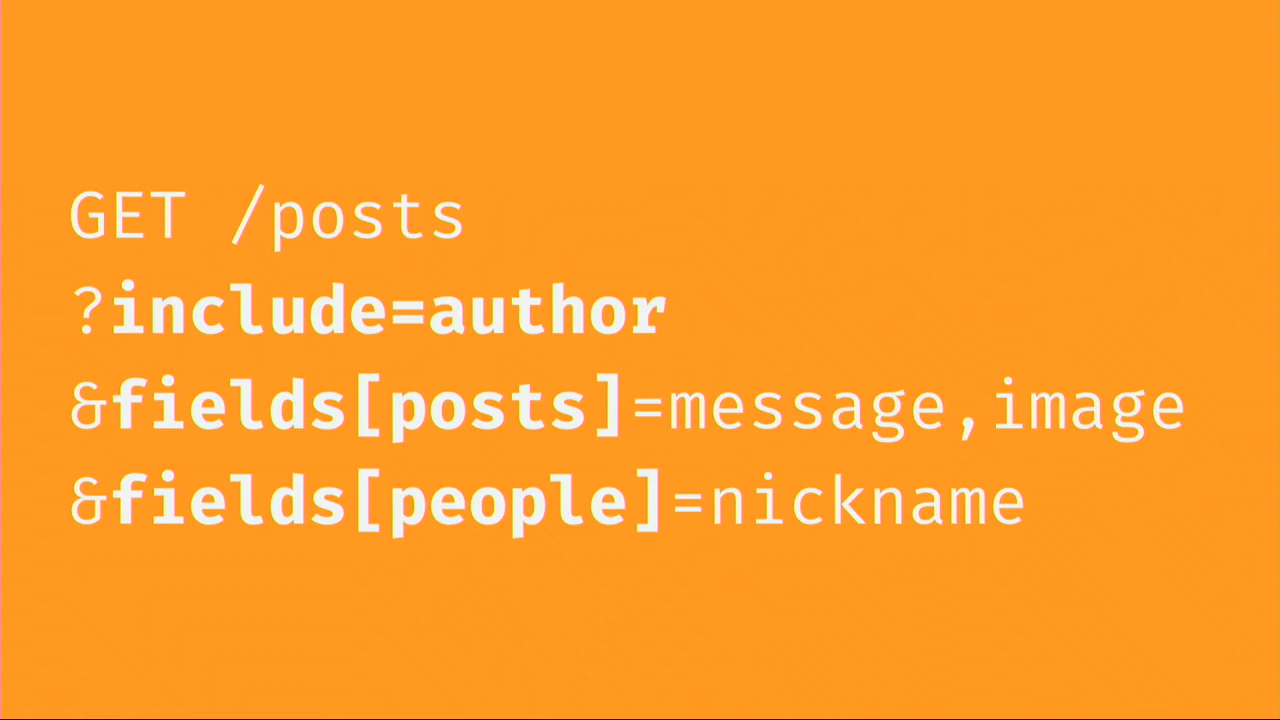 GET /posts
?include=author
&fields[posts]=message,image
&fields[people]=nickname